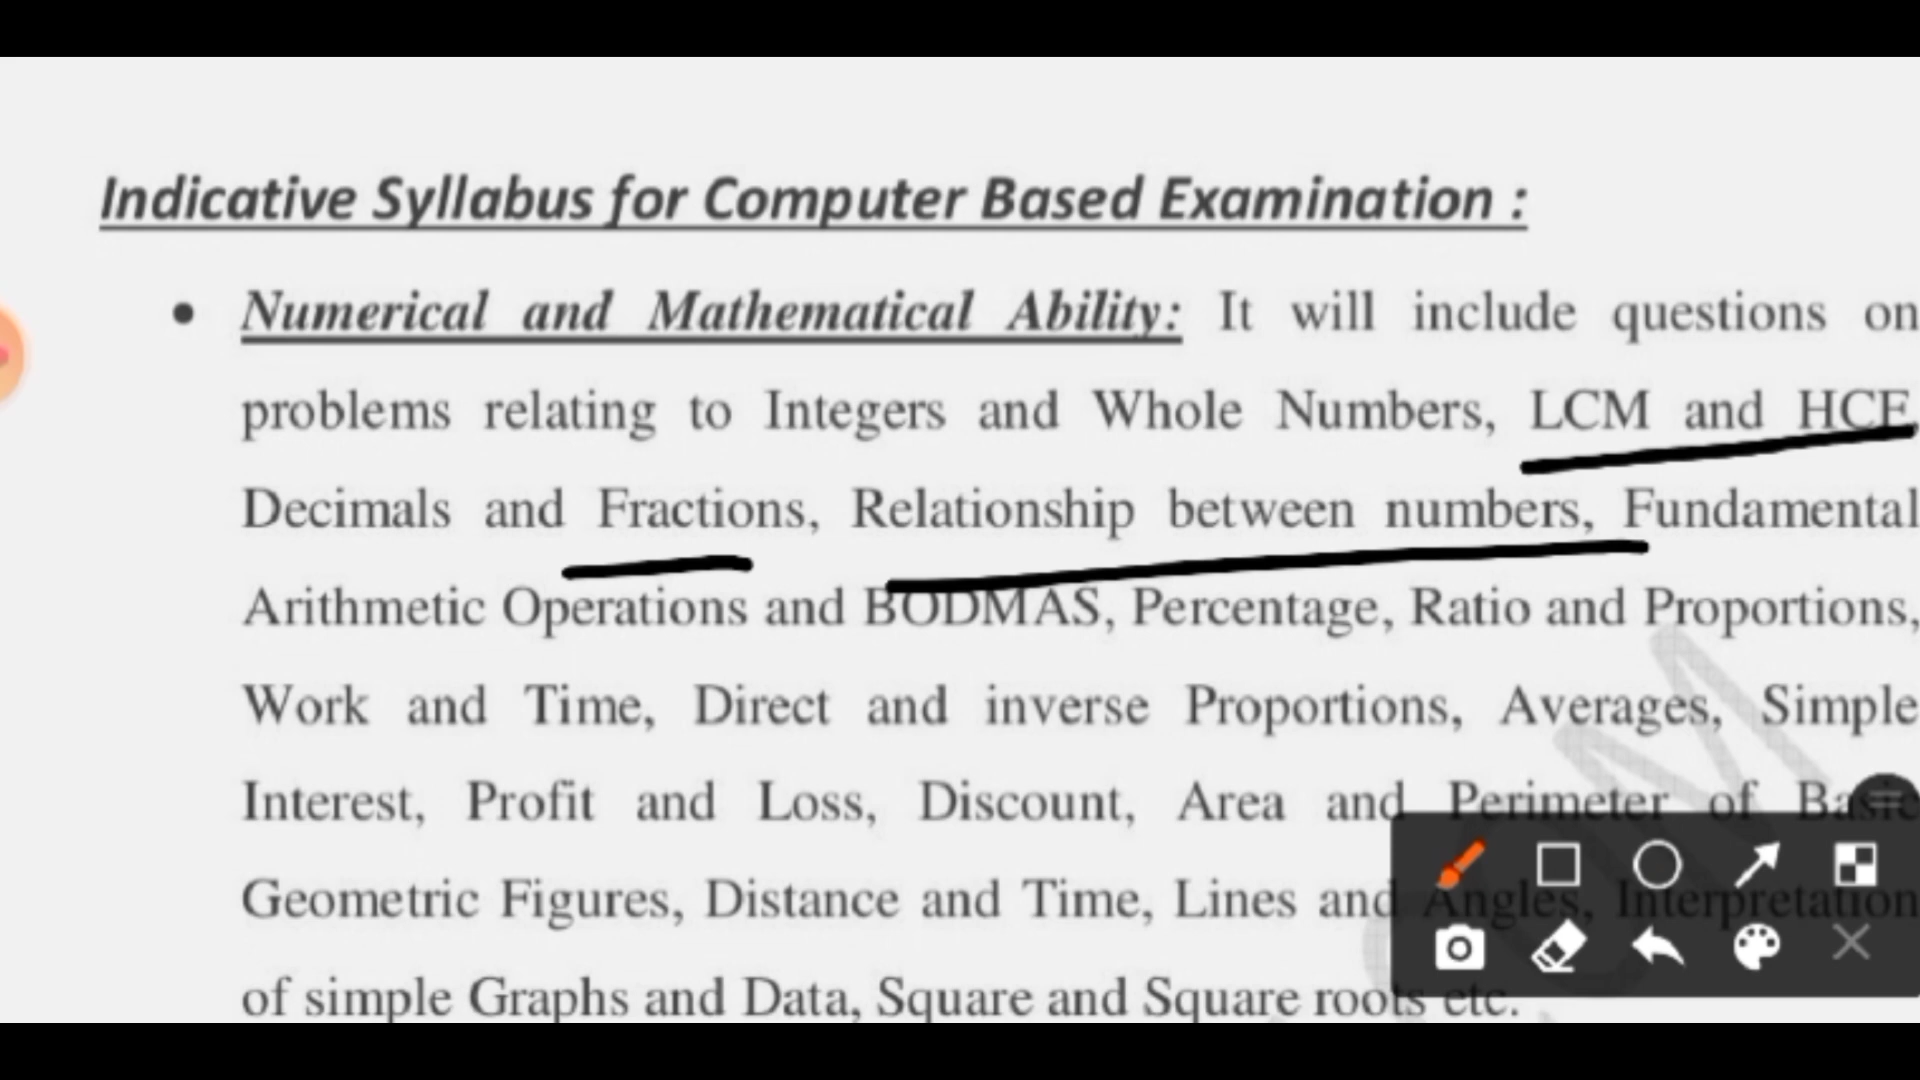 Indicative Syllabus for Computer Based Examination :
• Numerical and Mathematical Ability: It will include questions on
problems relating to Integers and Whole Numbers, LCM and HCF,
Decimals and Fractions, Relationship between numbers, Fundamental
Arithmetic Operations and BODMAS, Percentage, Ratio and Proportions,
Work and Time, Direct and inverse Proportions, Averages, Simple
Interest, Profit and Loss, Discount, Area and Perimeter of Basic
Geometric Figures, Distance and Time, Lines and Angles, Interpretation
of simple Graphs and Data, Square and Square roots etc.